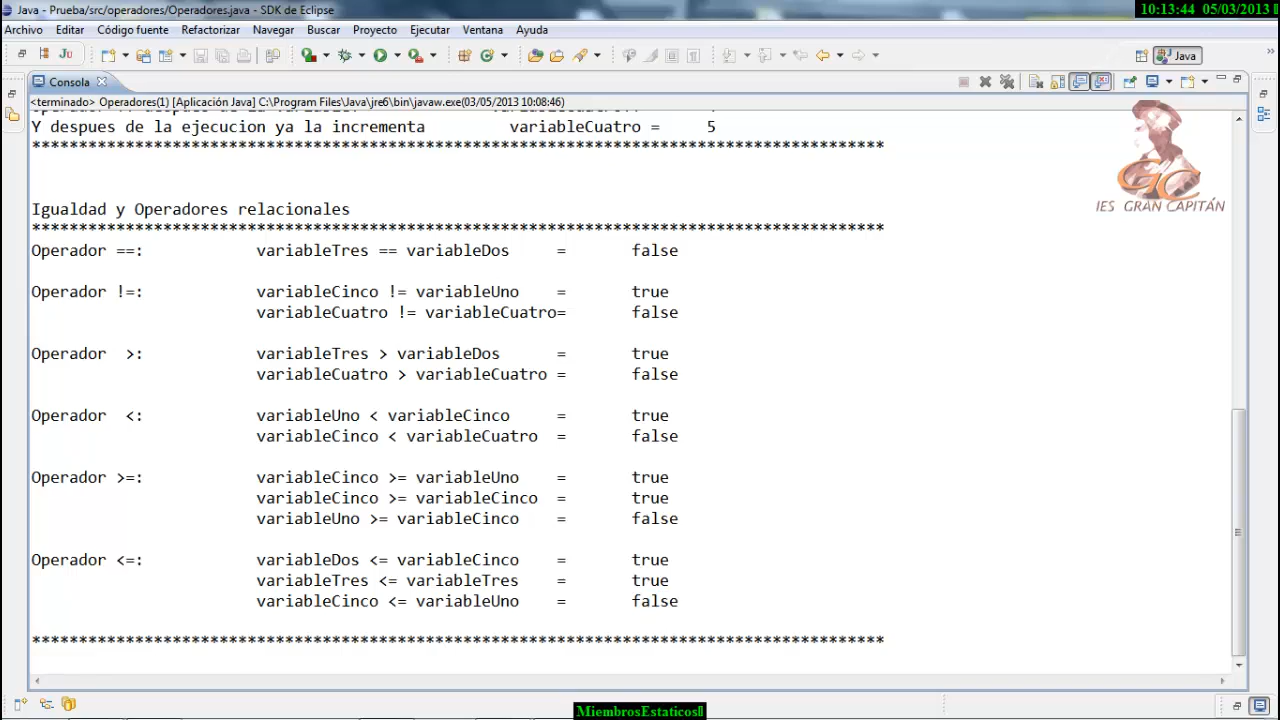 Java - Prueba/src/operadores/Operadores.java - SDK de Eclipse
10:13:44 05/03/2013
Archivo Editar Código fuente Refactorizar Navegar Buscar Proyecto Ejecutar Ventana Ayuda
Java
Consola
<terminado> Operadores(1) [Aplicación Java] C:\Program Files\Java\jre6\bin\javaw.exe(03/05/2013 10:08:46)
Y despues de la ejecucion ya la incrementa variableCuatro = 5
*******************************************************************************************
GC
IES GRAN CAPITÁN
Igualdad y Operadores relacionales
*******************************************************************************************
Operador ==: variableTres == variableDos = false
Operador !=: variableCinco != variableUno = true
variableCuatro != variableCuatro= false
Operador >: variableTres > variableDos = true
variableCuatro > variableCuatro = false
Operador <: variableUno < variableCinco = true
variableCinco < variableCuatro = false
Operador >=: variableCinco >= variableUno = true
variableCinco >= variableCinco = true
variableUno >= variableCinco = false
Operador <=: variableDos <= variableCinco = true
variableTres <= variableTres = true
variableCinco <= variableUno = false
*******************************************************************************************
MiembrosEstaticos